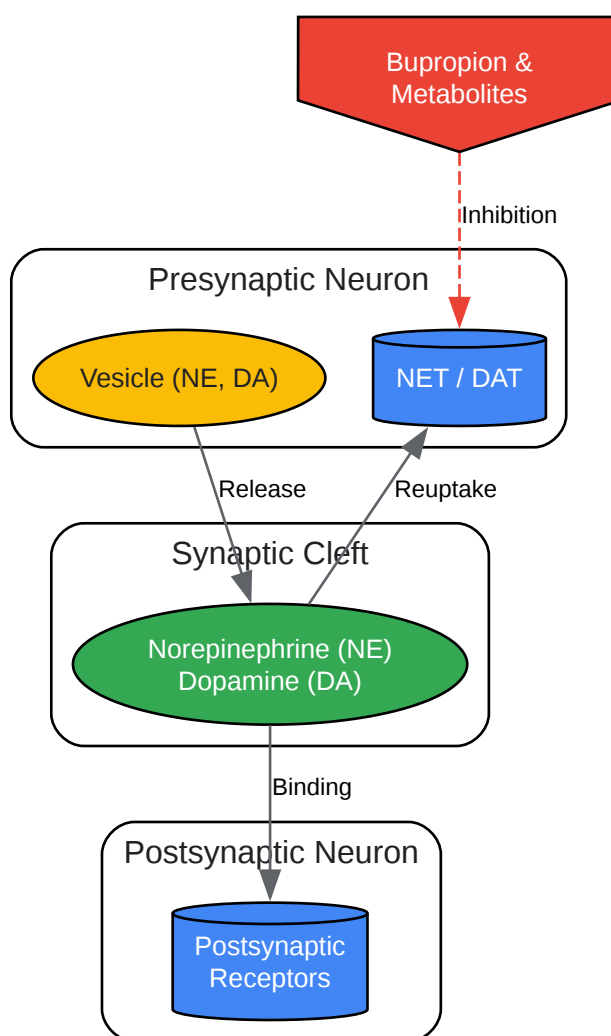 Bupropion &
Metabolites
Inhibition
Presynaptic Neuron
Vesicle (NE, DA)
NET / DAT
Release
Reuptake
Synaptic Cleft
Norepinephrine (NE)
Dopamine (DA)
Binding
Postsynaptic Neuron
Postsynaptic
Receptors